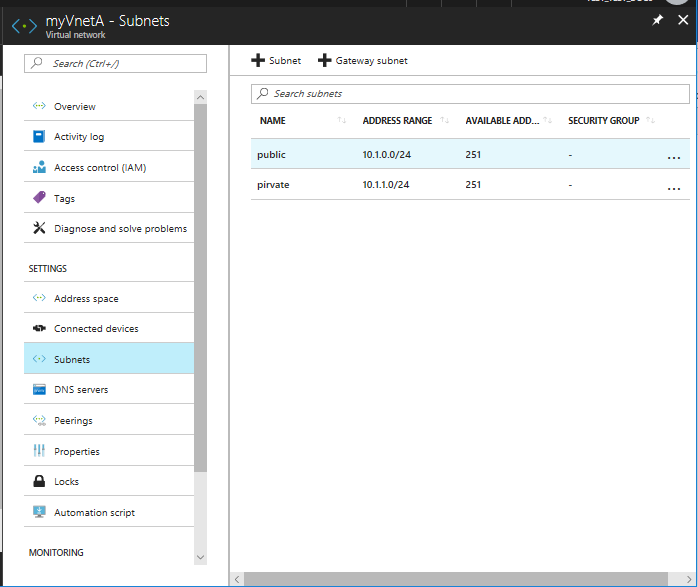 myVnetA - Subnets
Virtual network
Search (Ctrl+/)
Overview
Activity log
Access control (IAM)
Tags
Diagnose and solve problems
SETTINGS
Address space
Connected devices
Subnets
DNS servers
Peerings
Properties
Locks
Automation script
MONITORING
Subnet Gateway subnet
Search subnets
NAME ADDRESS RANGE AVAILABLE ADD... SECURITY GROUP
public 10.1.0.0/24 251 - ...
pirvate 10.1.1.0/24 251 - ...